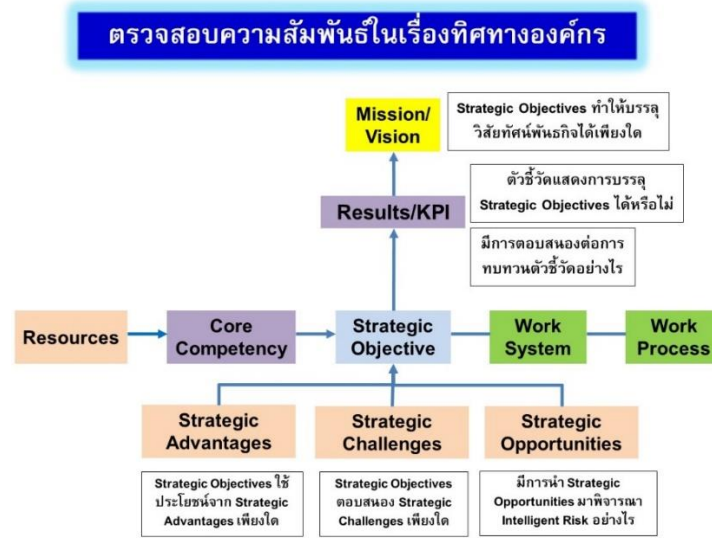 ตรวจสอบความสัมพันธ์ในเรื่องทิศทางองค์กร
Mission/
Vision
Strategic Objectives ทำให้บรรลุ
วิสัยทัศน์พันธกิจได้เพียงใด
Results/KPI
ตัวชี้วัดแสดงการบรรลุ
Strategic Objectives ได้หรือไม่
มีการตอบสนองต่อการ
ทบทวนตัวชี้วัดอย่างไร
Resources
Core
Competency
Strategic
Objective
Work
System
Work
Process
Strategic
Advantages
Strategic
Challenges
Strategic
Opportunities
Strategic Objectives ใช้
ประโยชน์จาก Strategic
Advantages เพียงใด
Strategic Objectives
ตอบสนอง Strategic
Challenges เพียงใด
มีการนำ Strategic
Opportunities มาพิจารณา
Intelligent Risk อย่างไร